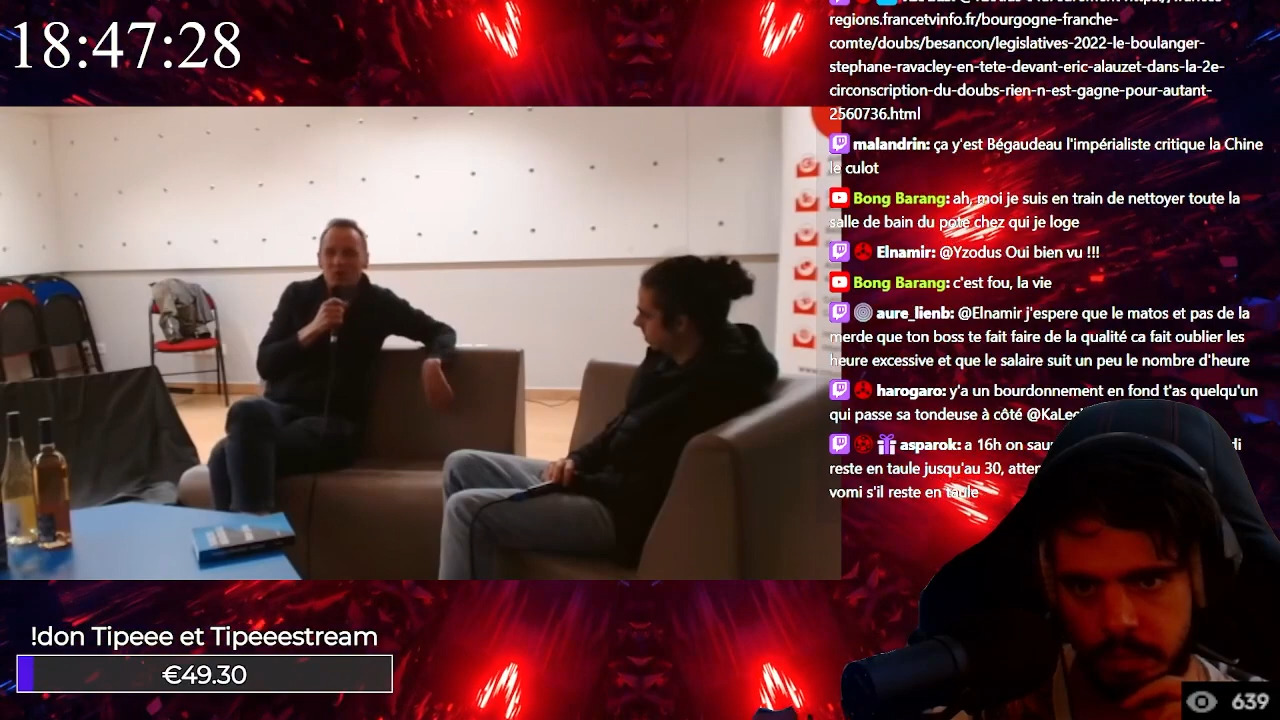 18:47:28
regions.francetvinfo.fr/bourgogne-franche-
comte/doubs/besancon/legislatives-2022-le-boulanger-
stephane-ravacley-en-tete-devant-eric-alauzet-dans-la-2e-
circonscription-du-doubs-rien-n-est-gagne-pour-autant-
2560736.html
malandrin: ça y'est Bégaudeau l'impérialiste critique la Chine
le culot
Bong Barang: ah, moi je suis en train de nettoyer toute la
salle de bain du pote chez qui je loge
Elnamir: @Yzodus Oui bien vu !!!
Bong Barang: c'est fou, la vie
aure_lienb: @Elnamir j'espere que le matos et pas de la
merde que ton boss te fait faire de la qualité ca fait oublier les
heure excessive et que le salaire suit un peu le nombre d'heure
harogaro: y'a un bourdonnement en fond t'as quelqu'un
qui passe sa tondeuse à côté
asparok: a 16h on
reste en taule jusqu'au 30,
vomi s'il reste en taule
!don Tipeee et Tipeeestream
€49.30
639